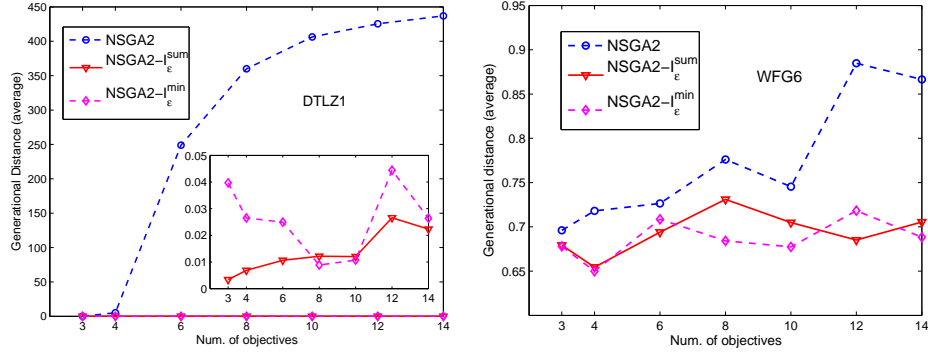 450
400
350
300
250
200
150
100
50
0
Generational Distance (average)
NSGA2
NSGA2−I_ε^sum
NSGA2−I_ε^min
DTLZ1
0.05
0.04
0.03
0.02
0.01
0
3 4 6 8 10 12 14
3 4 6 8 10 12 14
Num. of objectives
0.95
0.9
0.85
0.8
0.75
0.7
0.65
Generational distance (average)
NSGA2
NSGA2−I_ε^sum
NSGA2−I_ε^min
WFG6
3 4 6 8 10 12 14
Num. of objectives